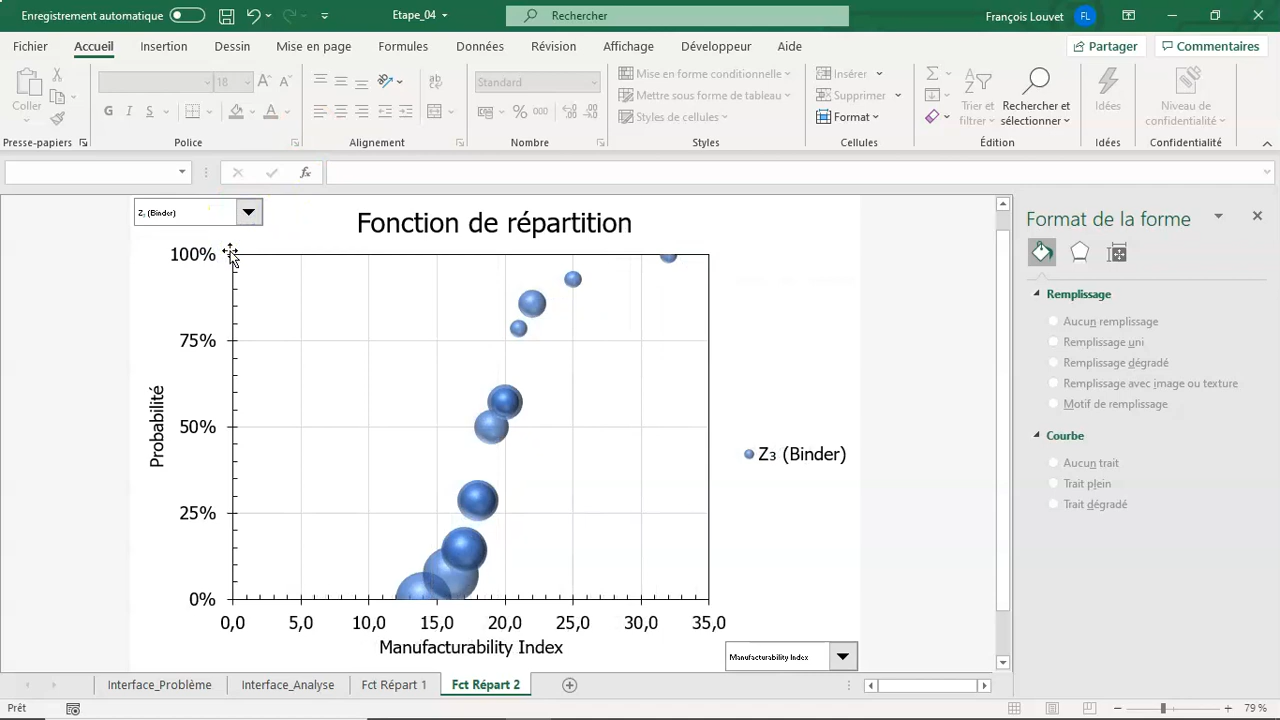 Enregistrement automatique
Etape_04
Rechercher
François Louvet
FL
Fichier
Accueil
Insertion
Dessin
Mise en page
Formules
Données
Révision
Affichage
Développeur
Aide
Partager
Commentaires
Coller
18
G I S
Standard
% 000
Mise en forme conditionnelle
Mettre sous forme de tableau
Styles de cellules
Insérer
Supprimer
Format
Trier et filtrer
Rechercher et sélectionner
Idées
Niveau de confidentialité
Presse-papiers
Police
Alignement
Nombre
Styles
Cellules
Édition
Idées
Confidentialité
fx
Fonction de répartition
100%
75%
50%
25%
0%
Probabilité
0,0 5,0 10,0 15,0 20,0 25,0 30,0 35,0
Manufacturability Index
Z₃ (Binder)
Manufacturability Index
Format de la forme
Remplissage
Aucun remplissage
Remplissage uni
Remplissage dégradé
Remplissage avec image ou texture
Motif de remplissage
Courbe
Aucun trait
Trait plein
Trait dégradé
Interface_Problème
Interface_Analyse
Fct Répart 1
Fct Répart 2
Prêt
79 %